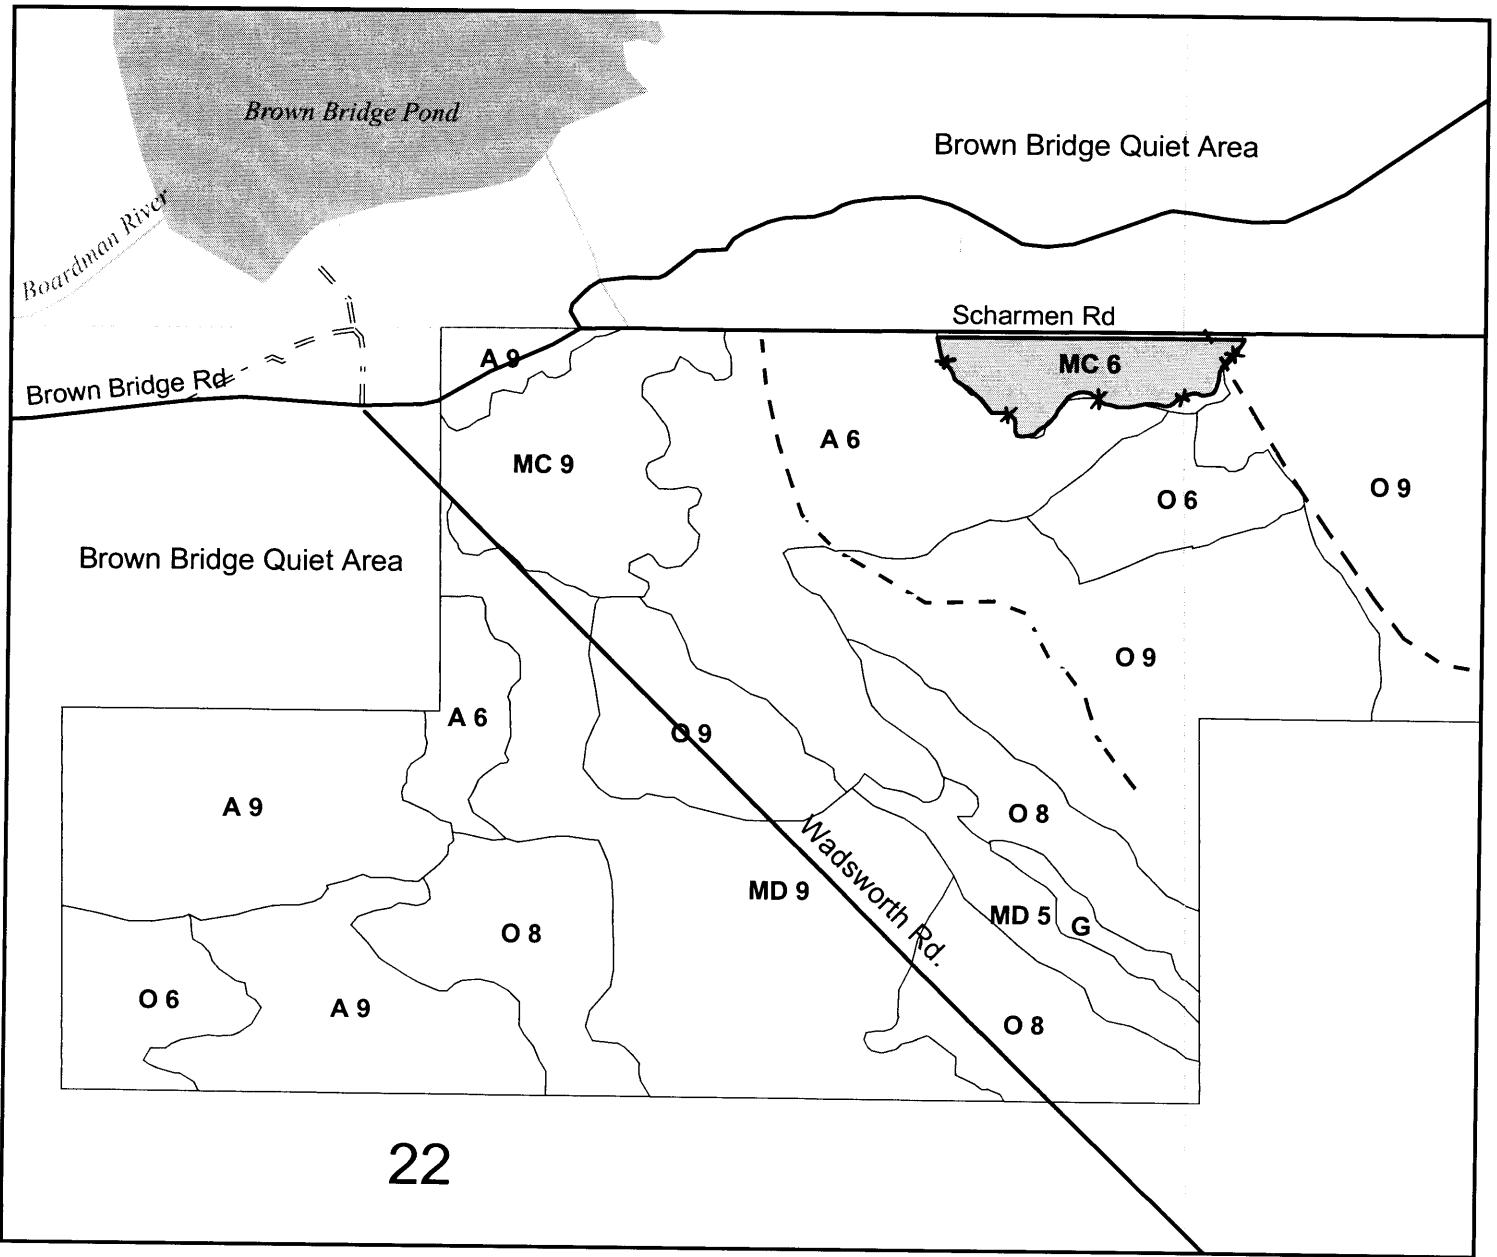 Brown Bridge Pond
Brown Bridge Quiet Area
Boardman River
Scharmen Rd
A 9
MC 6
Brown Bridge Rd
A 6
MC 9
O 6
O 9
Brown Bridge Quiet Area
O 9
A 6
O 9
A 9
O 8
Wadsworth Rd.
MD 9
MD 5
G
O 8
O 6
A 9
O 8
22